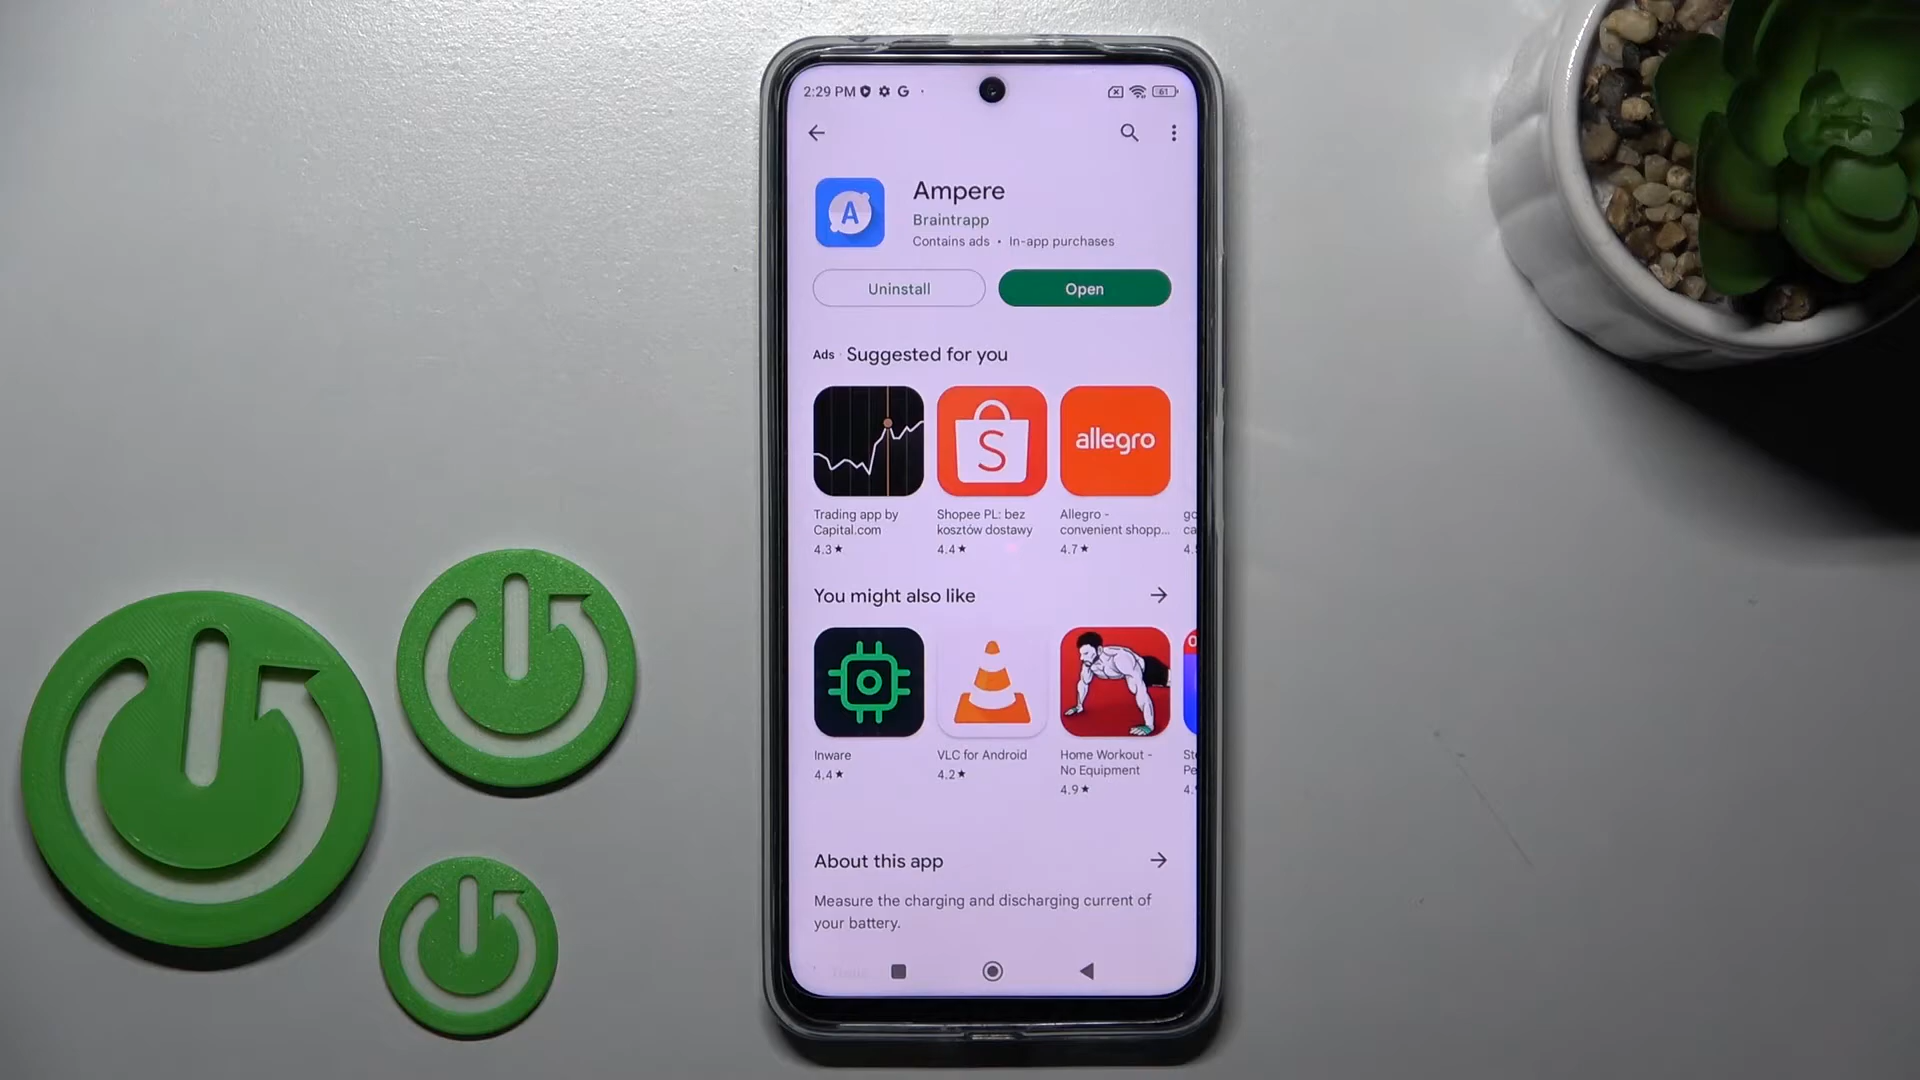 2:29 PM
61
Ampere
Braintrapp
Contains ads • In-app purchases
Uninstall
Open
Ads · Suggested for you
allegro
Trading app by Capital.com
4.3★
Shopee PL: bez kosztów dostawy
4.4★
Allegro - convenient shopp...
4.7★
You might also like
Inware
4.4★
VLC for Android
4.2★
Home Workout - No Equipment
4.9★
About this app
Measure the charging and discharging current of
your battery.